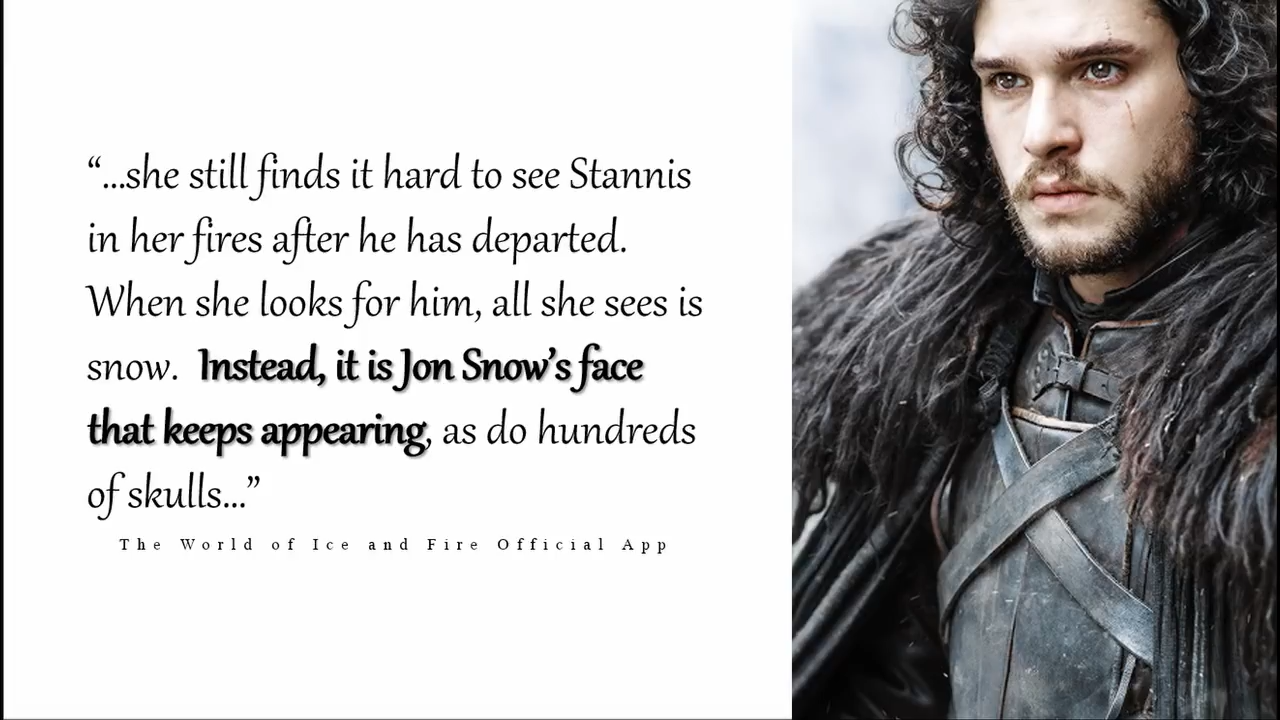 “...she still finds it hard to see Stannis
in her fires after he has departed.
When she looks for him, all she sees is
snow. Instead, it is Jon Snow’s face
that keeps appearing, as do hundreds
of skulls...”
The World of Ice and Fire Official App